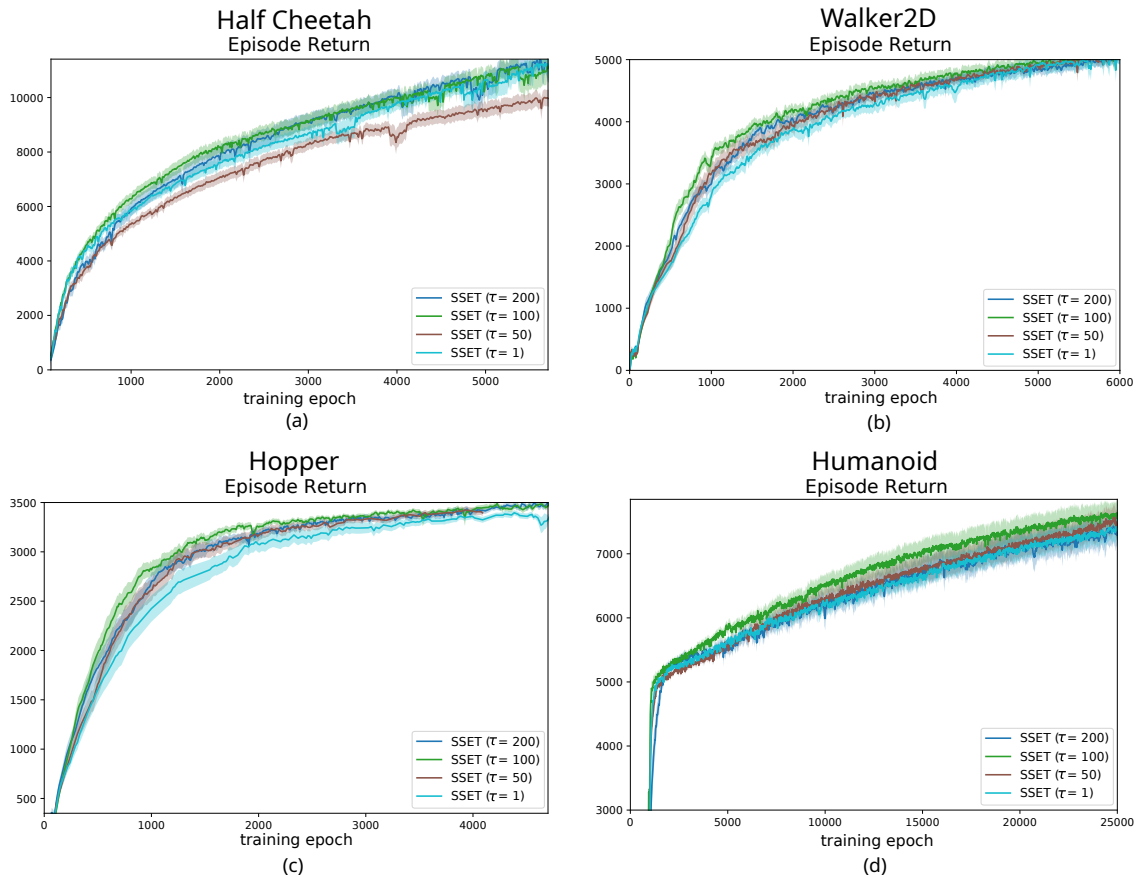 Half Cheetah
Episode Return
10000
8000
6000
4000
2000
0
1000 2000 3000 4000 5000
training epoch
SSET (τ = 200)
SSET (τ = 100)
SSET (τ = 50)
SSET (τ = 1)
(a)
Walker2D
Episode Return
5000
4000
3000
2000
1000
0
0 1000 2000 3000 4000 5000 6000
training epoch
SSET (τ = 200)
SSET (τ = 100)
SSET (τ = 50)
SSET (τ = 1)
(b)
Hopper
Episode Return
3500
3000
2500
2000
1500
1000
500
0 1000 2000 3000 4000
training epoch
SSET (τ = 200)
SSET (τ = 100)
SSET (τ = 50)
SSET (τ = 1)
(c)
Humanoid
Episode Return
7000
6000
5000
4000
3000
0 5000 10000 15000 20000 25000
training epoch
SSET (τ = 200)
SSET (τ = 100)
SSET (τ = 50)
SSET (τ = 1)
(d)